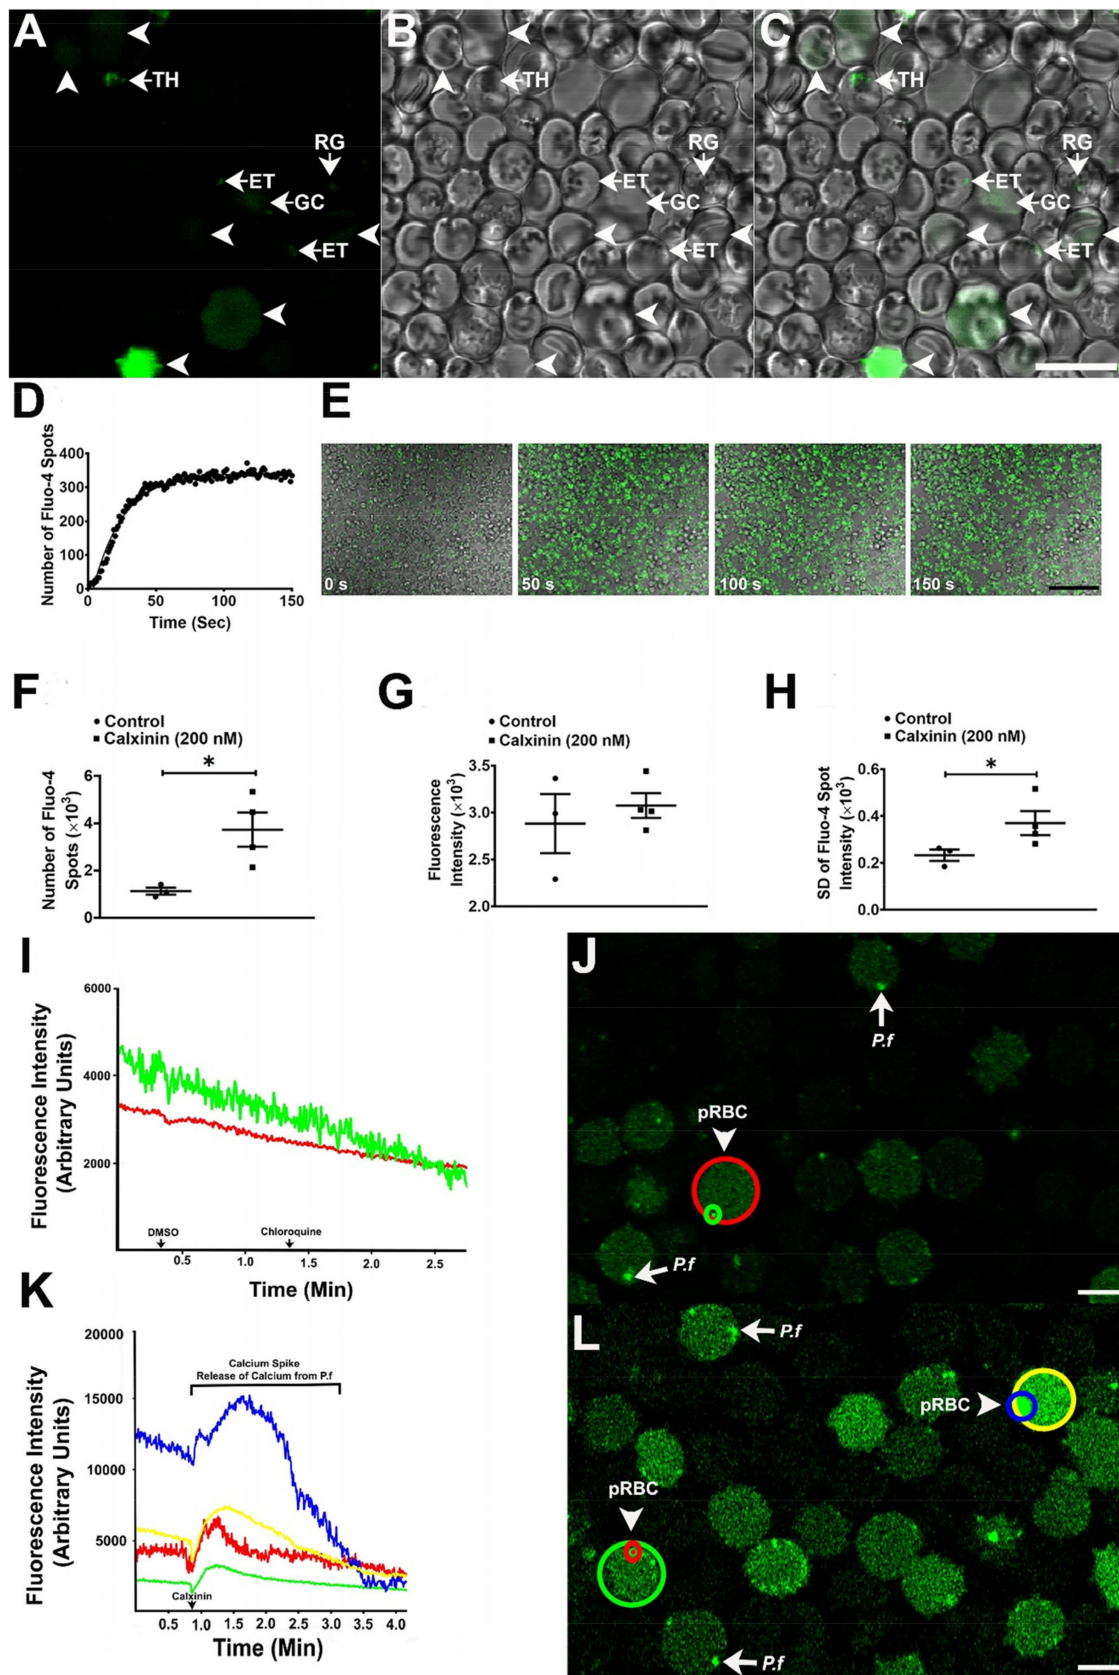 A
TH
RG
ET
GC
ET
B
TH
RG
ET
GC
ET
C
TH
RG
ET
GC
ET
D
Number of Fluo-4 Spots
400
300
200
100
0
0
50
100
150
Time (Sec)
E
0 s
50 s
100 s
150 s
F
Control
Calxinin (200 nM)
*
Number of Fluo-4
Spots (×10³)
6
4
2
0
G
Control
Calxinin (200 nM)
Fluorescence
Intensity (×10³)
3.5
3.0
2.5
2.0
H
Control
Calxinin (200 nM)
*
SD of Fluo-4 Spot
Intensity (×10³)
0.6
0.4
0.2
0.0
I
Fluorescence Intensity
(Arbitrary Units)
6000
4000
2000
DMSO
Chloroquine
0.5
1.0
1.5
2.0
2.5
Time (Min)
J
P.f
pRBC
P.f
K
Fluorescence Intensity
(Arbitrary Units)
20000
15000
10000
5000
Calcium Spike
Release of Calcium from P.f
Calxinin
0.5
1.0
1.5
2.0
2.5
3.0
3.5
4.0
Time (Min)
L
P.f
pRBC
pRBC
P.f